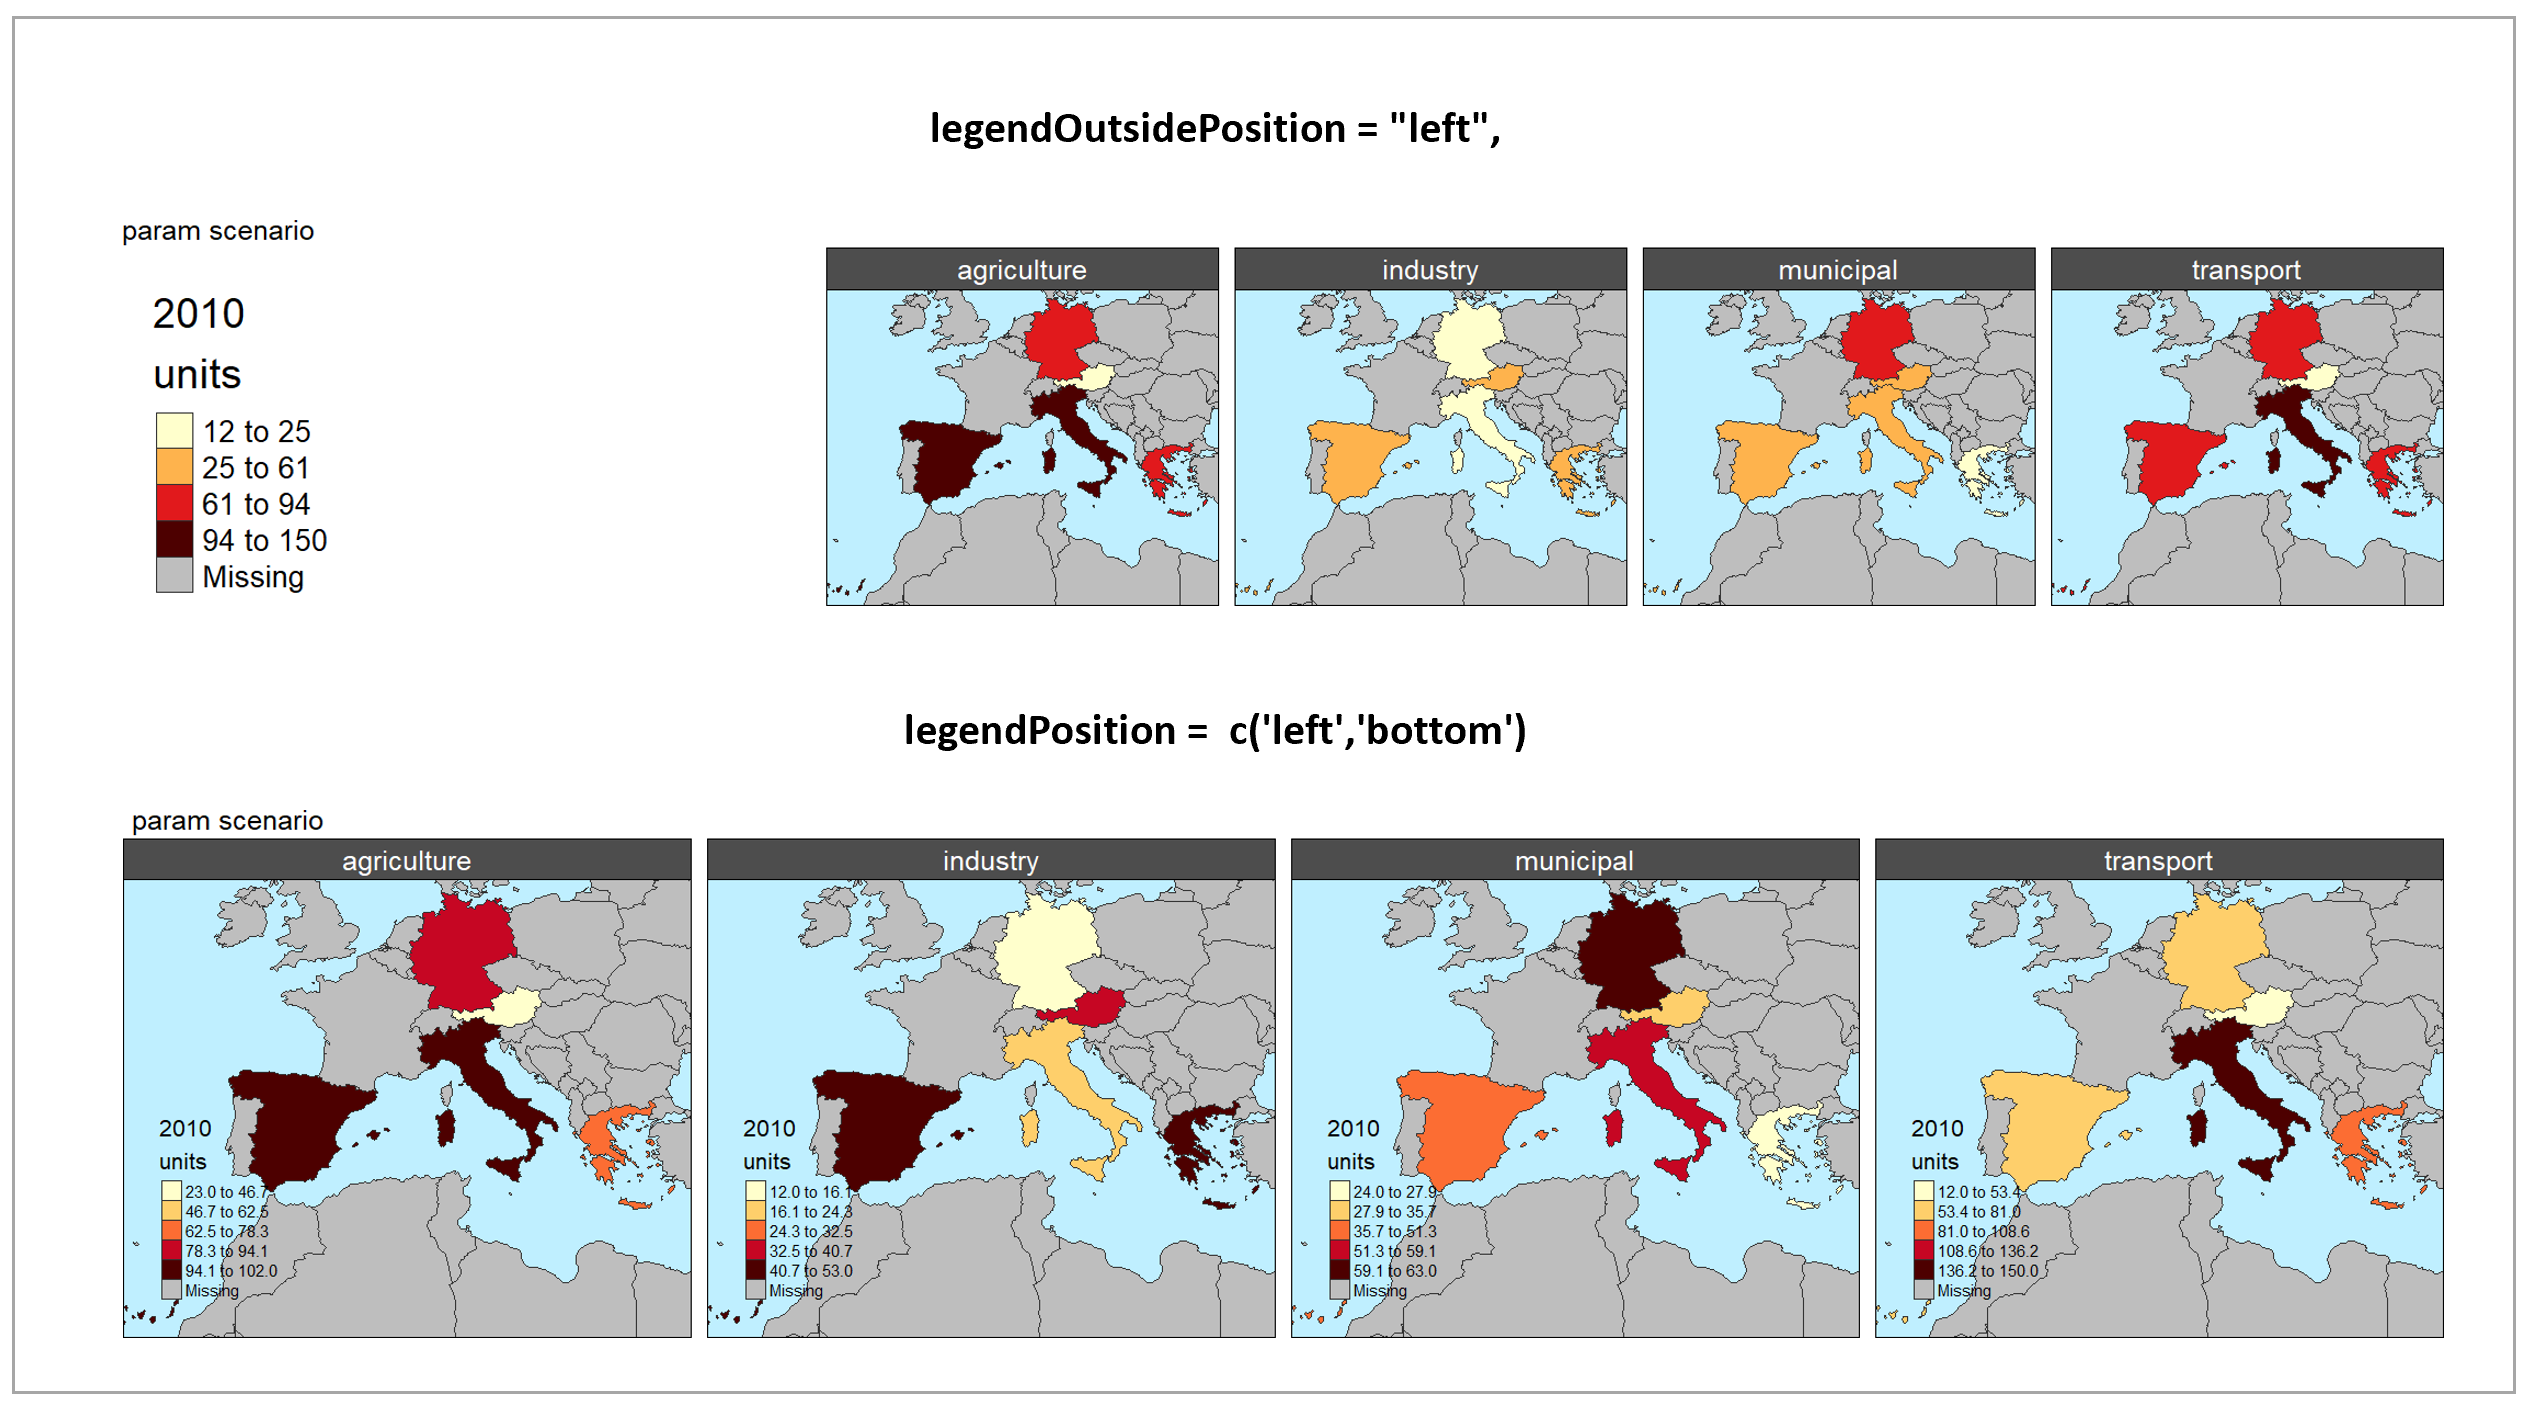 legendOutsidePosition = "left",
param scenario
2010
units
12 to 25
25 to 61
61 to 94
94 to 150
Missing
agriculture
industry
municipal
transport
legendPosition =  c('left','bottom')
param scenario
agriculture
2010
units
23.0 to 46.7
46.7 to 62.5
62.5 to 78.3
78.3 to 94.1
94.1 to 102.0
Missing
industry
2010
units
12.0 to 16.1
16.1 to 24.3
24.3 to 32.5
32.5 to 40.7
40.7 to 53.0
Missing
municipal
2010
units
24.0 to 27.9
27.9 to 35.7
35.7 to 51.3
51.3 to 59.1
59.1 to 63.0
Missing
transport
2010
units
12.0 to 53.4
53.4 to 81.0
81.0 to 108.6
108.6 to 136.2
136.2 to 150.0
Missing